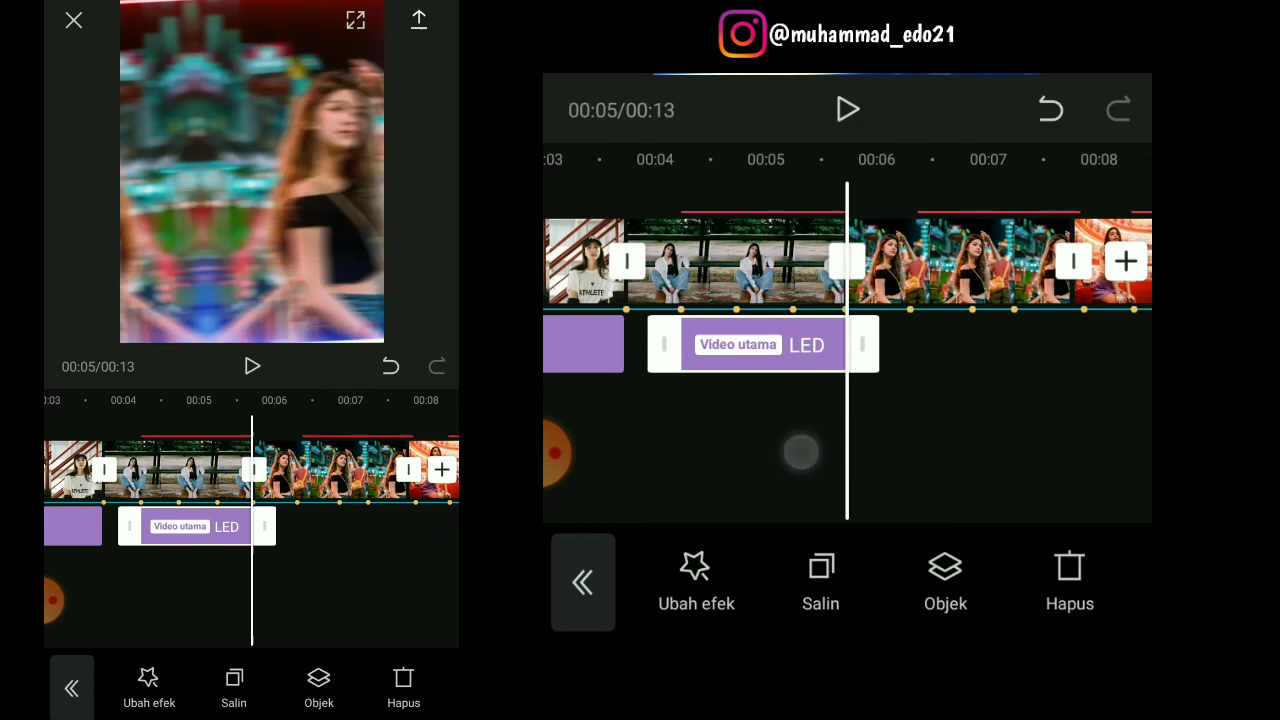 @muhammad_edo21
00:05/00:13
:03 00:04 00:05 00:06 00:07 00:08
ATHLETE
Video utama LED
Ubah efek Salin Objek Hapus
00:05/00:13
:03 00:04 00:05 00:06 00:07 00:08
Video utama LED
Ubah efek Salin Objek Hapus